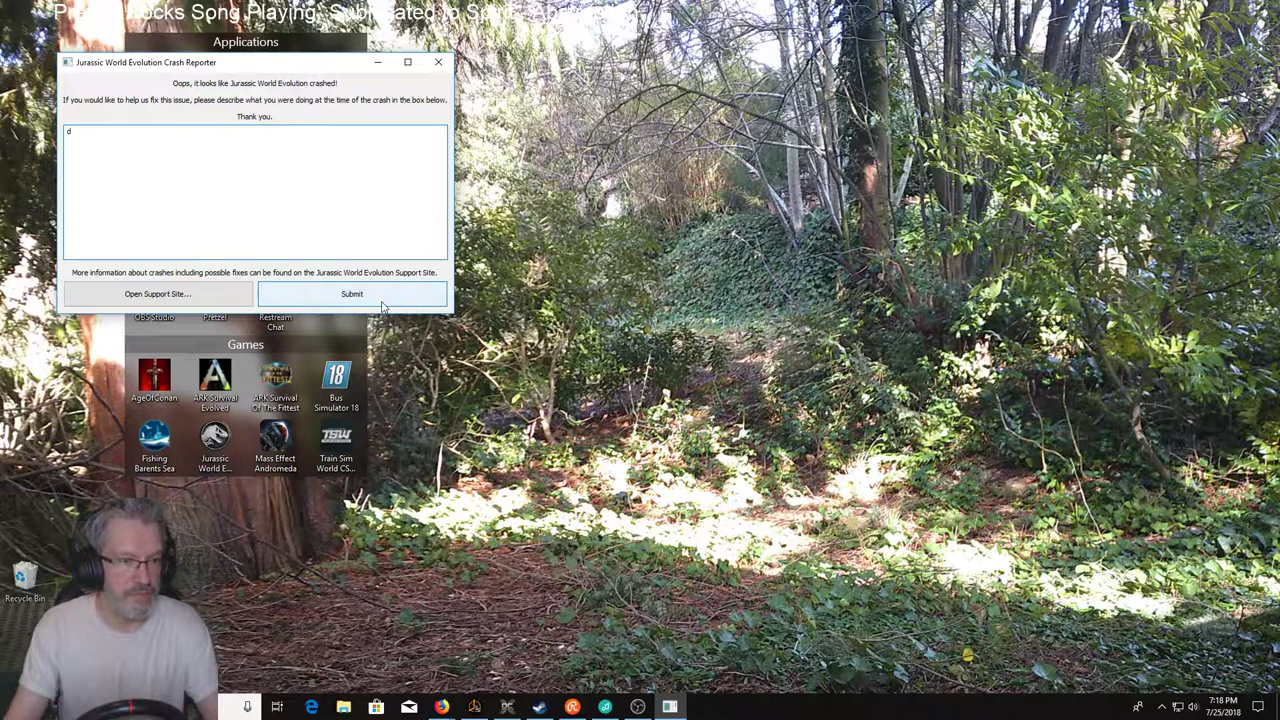 Applications
Jurassic World Evolution Crash Reporter
Oops, it looks like Jurassic World Evolution crashed!
If you would like to help us fix this issue, please describe what you were doing at the time of the crash in the box below.
Thank you.
d
More information about crashes including possible fixes can be found on the Jurassic World Evolution Support Site.
Open Support Site...
Submit
OBS Studio
Pretzel
Restream
Chat
Games
AgeOfConan
ARK Survival
Evolved
ARK Survival
Of The Fittest
18
Bus
Simulator 18
Fishing
Barents Sea
Jurassic
World E...
Mass Effect
Andromeda
TSW
Train Sim
World CS...
Recycle Bin
7:18 PM
7/25/2018